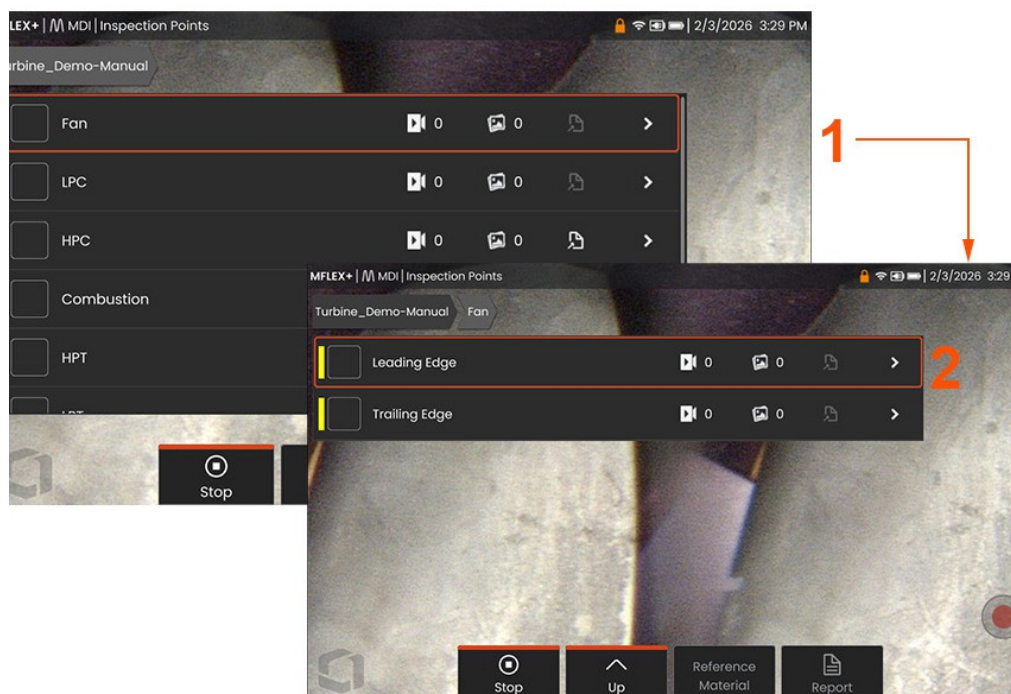 LEX+ | MDI | Inspection Points 2/3/2026 3:29 PM
urbine_Demo-Manual
Fan 0 0
LPC 0 0
HPC 0 0
Combustion
HPT
LPT
Stop
1
MFLEX+ | MDI | Inspection Points 2/3/2026 3:29
Turbine_Demo-Manual Fan
Leading Edge 0 0
2
Trailing Edge 0 0
Stop
Up
Reference
Material
Report